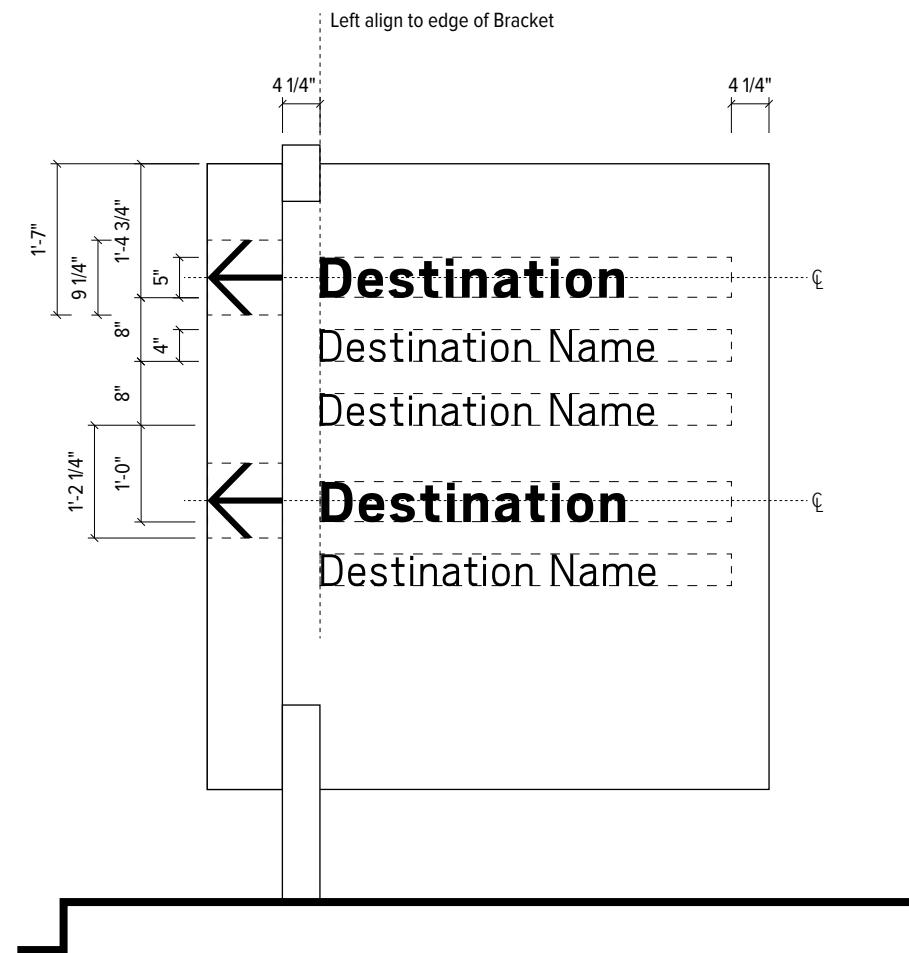 Left align to edge of Bracket
4 1/4"
4 1/4"
1'-7"
9 1/4"
1'-4 3/4"
5"
Destination
℄
8"
4"
Destination Name
8"
Destination Name
1'-2 1/4"
1'-0"
Destination
℄
Destination Name